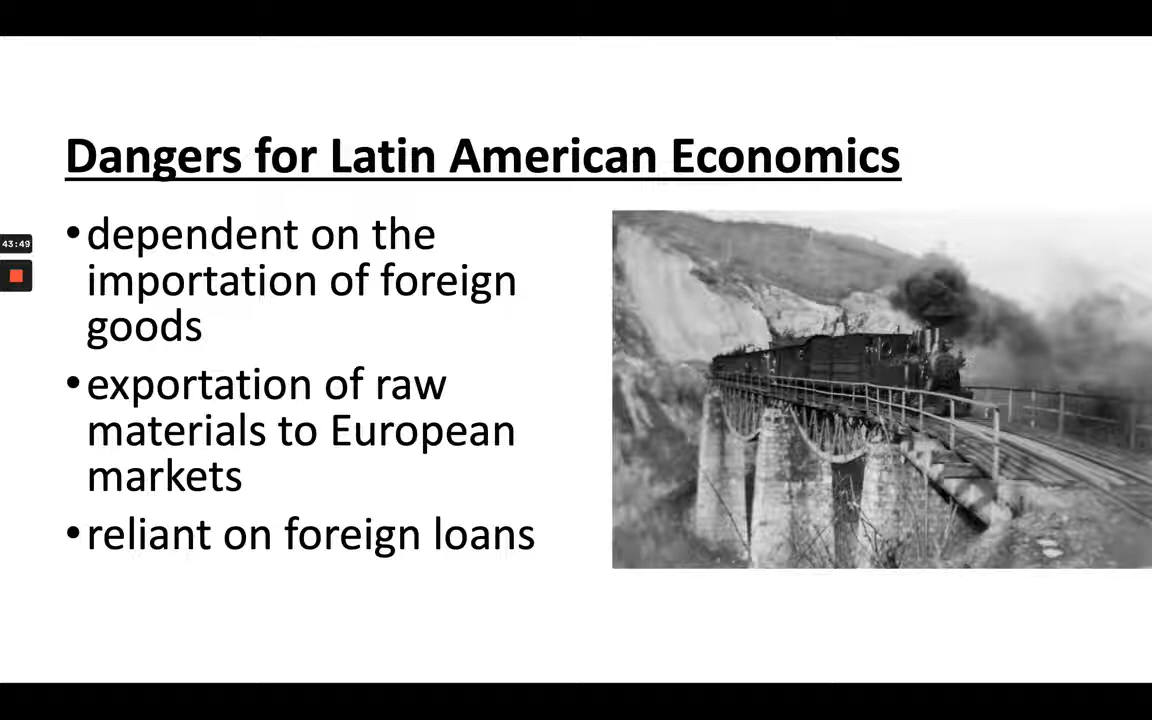 Dangers for Latin American Economics
•dependent on the
importation of foreign
goods
•exportation of raw
materials to European
markets
•reliant on foreign loans
43:49